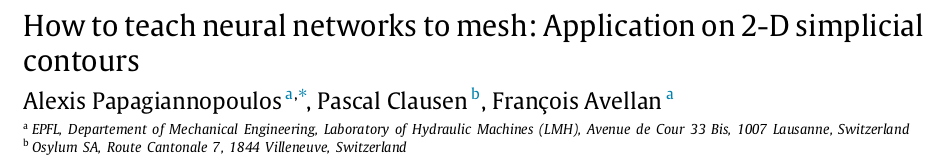 How to teach neural networks to mesh: Application on 2-D simplicial
contours
Alexis Papagiannopoulos a,*, Pascal Clausen b, François Avellan a
a EPFL, Departement of Mechanical Engineering, Laboratory of Hydraulic Machines (LMH), Avenue de Cour 33 Bis, 1007 Lausanne, Switzerland
b Osylum SA, Route Cantonale 7, 1844 Villeneuve, Switzerland